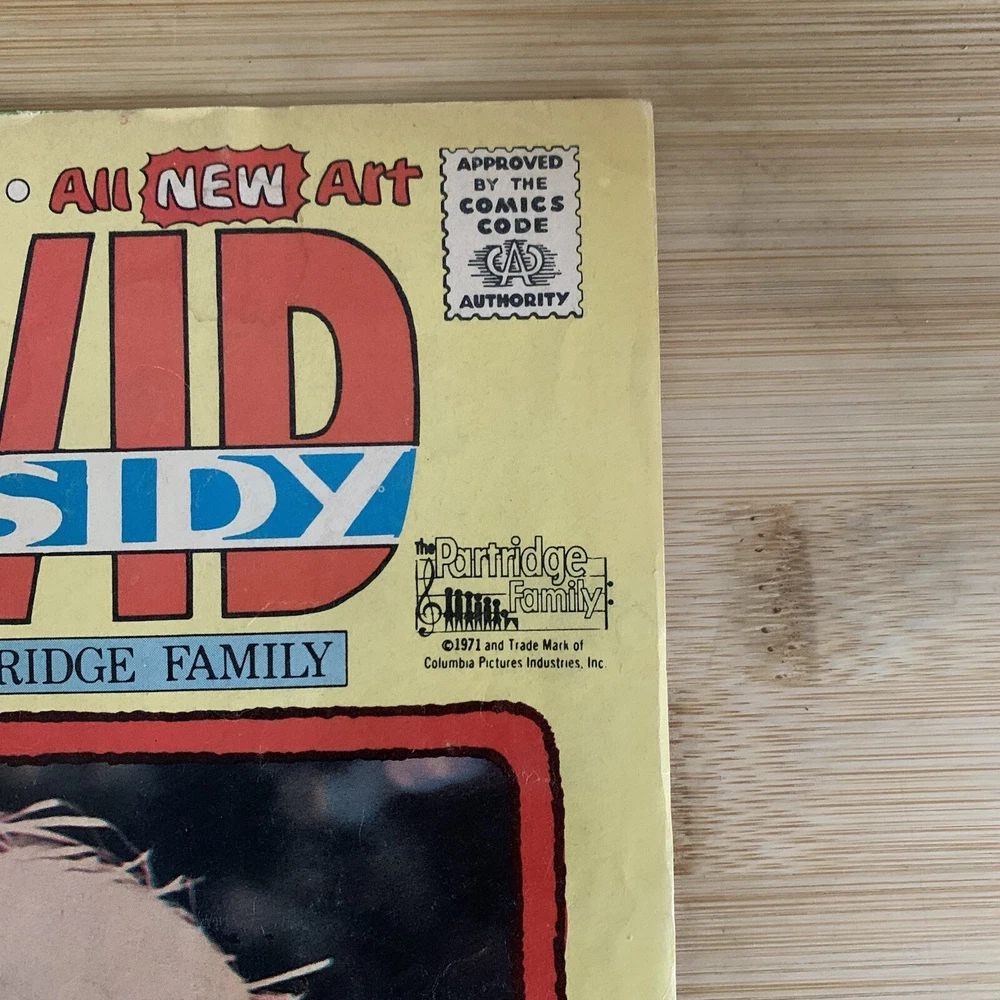 • All NEW Art
APPROVED
BY THE
COMICS
CODE
CA
AUTHORITY
VID
SIDY
The Partridge
Family
©1971 and Trade Mark of
Columbia Pictures Industries, Inc.
RIDGE FAMILY